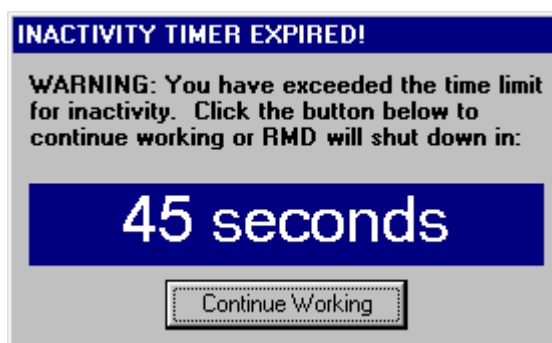 INACTIVITY TIMER EXPIRED!
WARNING: You have exceeded the time limit
for inactivity.  Click the button below to
continue working or RMD will shut down in:
45 seconds
Continue Working